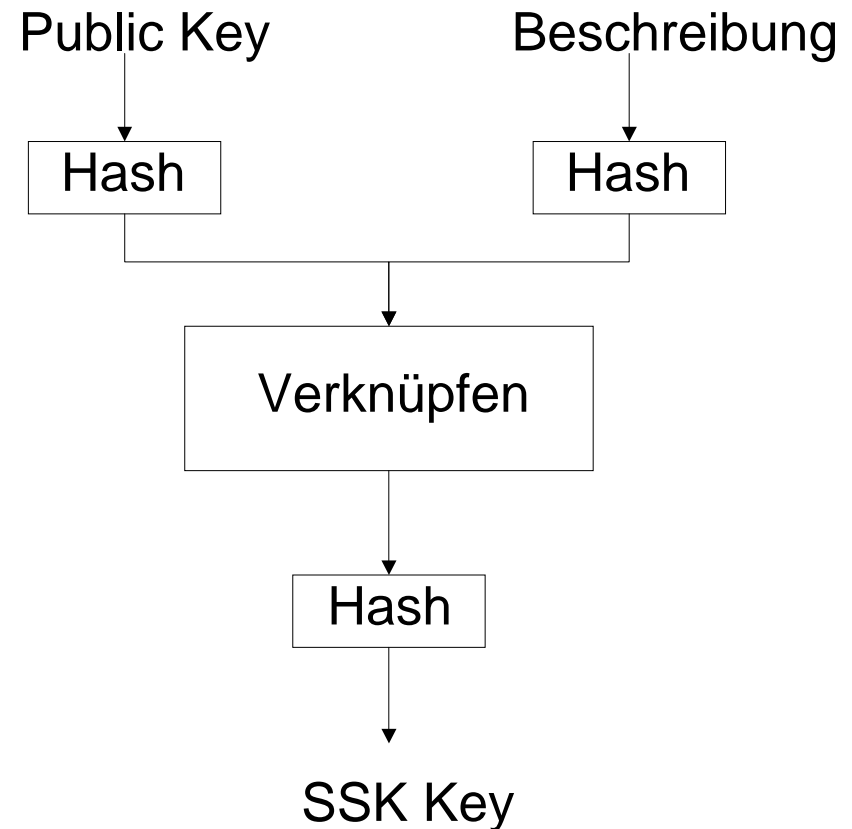 Public Key
Beschreibung
Hash
Hash
Verknüpfen
Hash
SSK Key